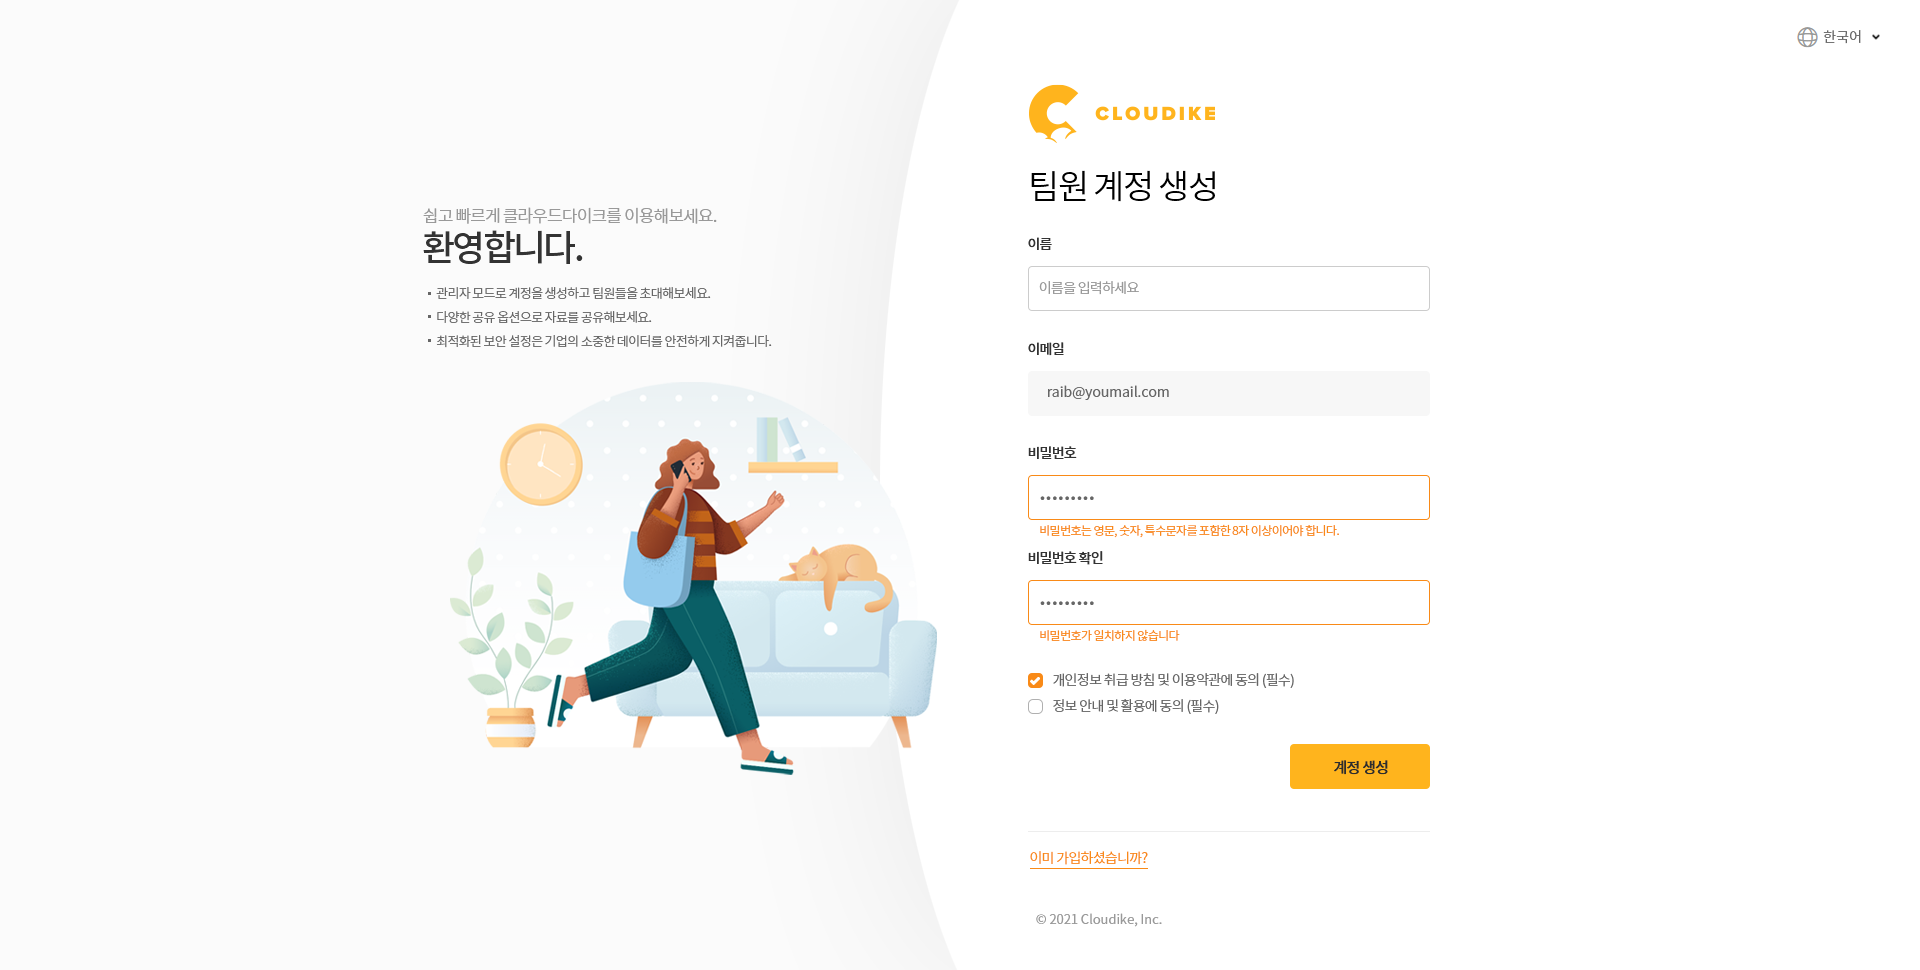 한국어
CLOUDIKE
팀원 계정 생성
쉽고 빠르게 클라우드다이크를 이용해보세요.
환영합니다.
관리자 모드로 계정을 생성하고 팀원들을 초대해보세요.
다양한 공유 옵션으로 자료를 공유해보세요.
최적화된 보안 설정은 기업의 소중한 데이터를 안전하게 지켜줍니다.
이름
이름을 입력하세요
이메일
raib@youmail.com
비밀번호
•••••••••
비밀번호는 영문, 숫자, 특수문자를 포함한 8자 이상이어야 합니다.
비밀번호 확인
•••••••••
비밀번호가 일치하지 않습니다
개인정보 취급 방침 및 이용약관에 동의 (필수)
정보 안내 및 활용에 동의 (필수)
계정 생성
이미 가입하셨습니까?
© 2021 Cloudike, Inc.